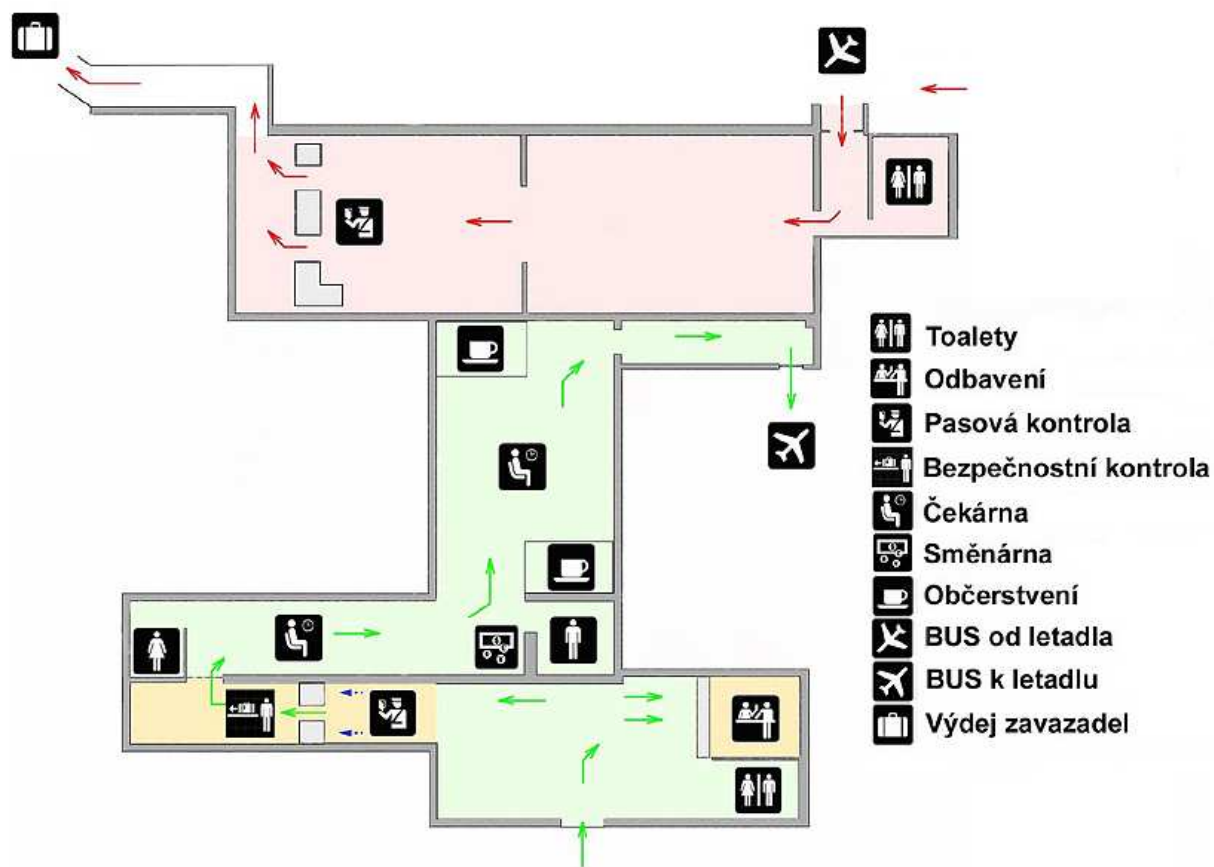 Toalety
Odbavení
Pasová kontrola
Bezpečnostní kontrola
Čekárna
Směnárna
Občerstvení
BUS od letadla
BUS k letadlu
Výdej zavazadel